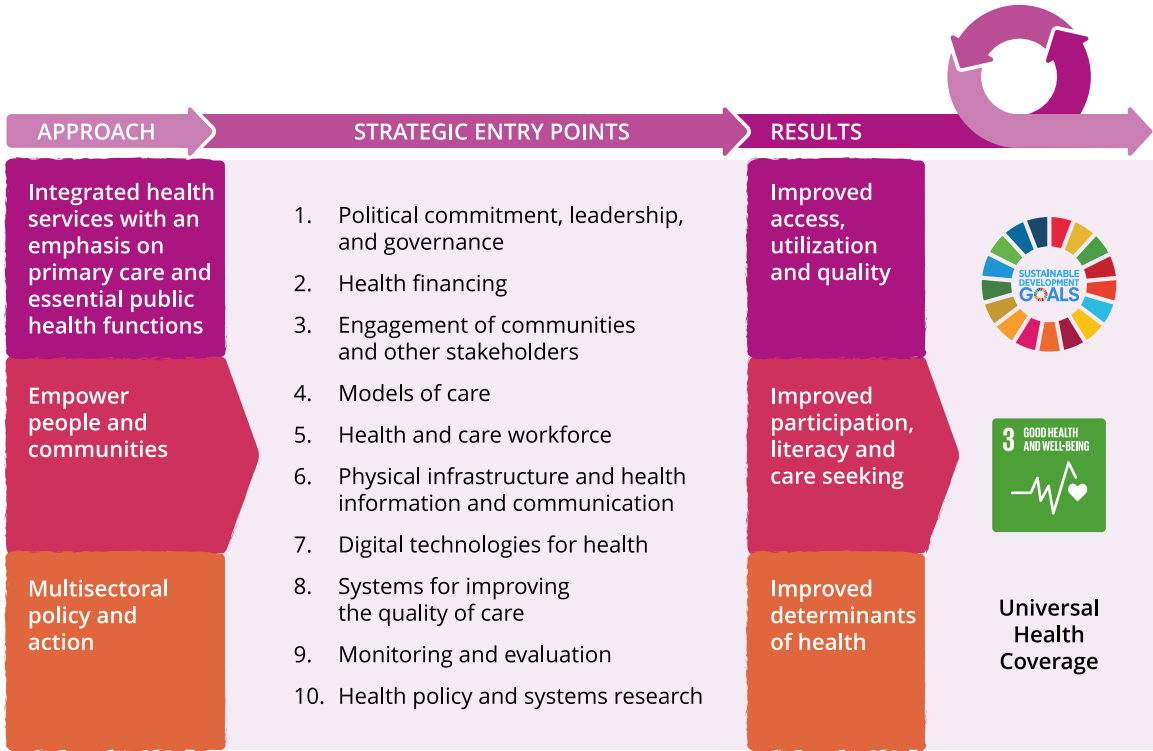 APPROACH
STRATEGIC ENTRY POINTS
RESULTS
Integrated health
services with an
emphasis on
primary care and
essential public
health functions
Empower
people and
communities
Multisectoral
policy and
action
1. Political commitment, leadership,
and governance
2. Health financing
3. Engagement of communities
and other stakeholders
4. Models of care
5. Health and care workforce
6. Physical infrastructure and health
information and communication
7. Digital technologies for health
8. Systems for improving
the quality of care
9. Monitoring and evaluation
10. Health policy and systems research
Improved
access,
utilization
and quality
Improved
participation,
literacy and
care seeking
Improved
determinants
of health
SUSTAINABLE
DEVELOPMENT
GOALS
3 GOOD HEALTH
AND WELL-BEING
Universal
Health
Coverage